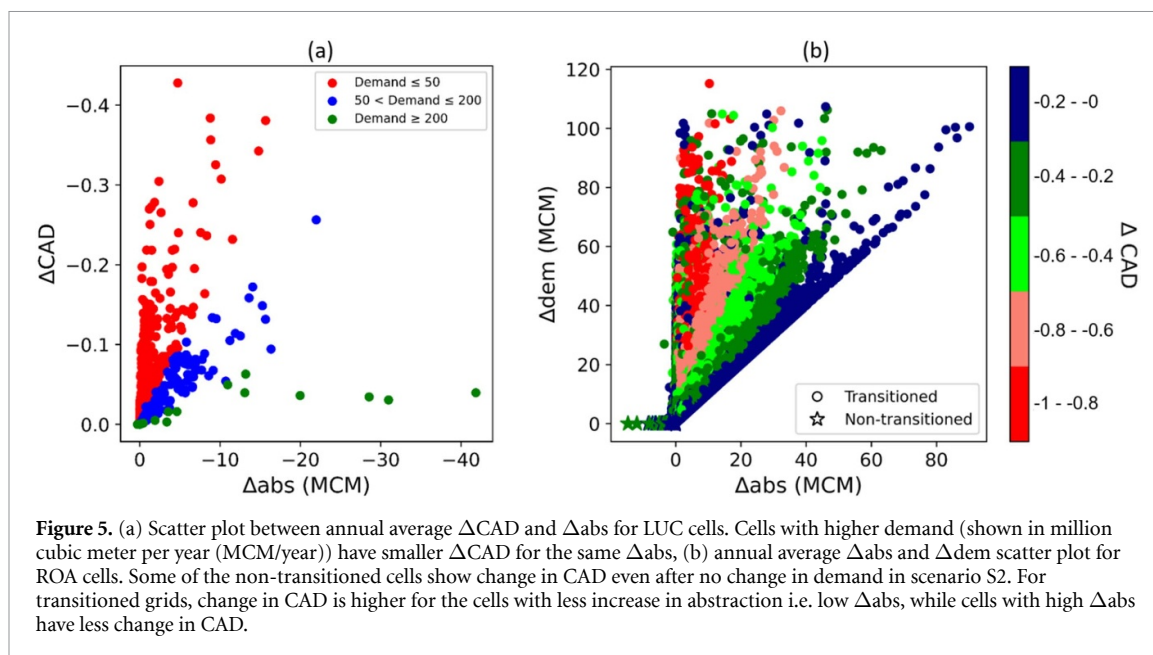 (a)
ΔCAD
−0.4
−0.3
−0.2
−0.1
0.0
Demand ≤ 50
50 < Demand ≤ 200
Demand ≥ 200
0 −10 −20 −30 −40
Δabs (MCM)
(b)
Δdem (MCM)
120
100
80
60
40
20
0
Transitioned
Non-transitioned
0 20 40 60 80
Δabs (MCM)
-0.2 - -0
-0.4 - -0.2
-0.6 - -0.4
-0.8 - -0.6
-1 - -0.8
Δ CAD
Figure 5. (a) Scatter plot between annual average ΔCAD and Δabs for LUC cells. Cells with higher demand (shown in million
cubic meter per year (MCM/year)) have smaller ΔCAD for the same Δabs, (b) annual average Δabs and Δdem scatter plot for
ROA cells. Some of the non-transitioned cells show change in CAD even after no change in demand in scenario S2. For
transitioned grids, change in CAD is higher for the cells with less increase in abstraction i.e. low Δabs, while cells with high Δabs
have less change in CAD.